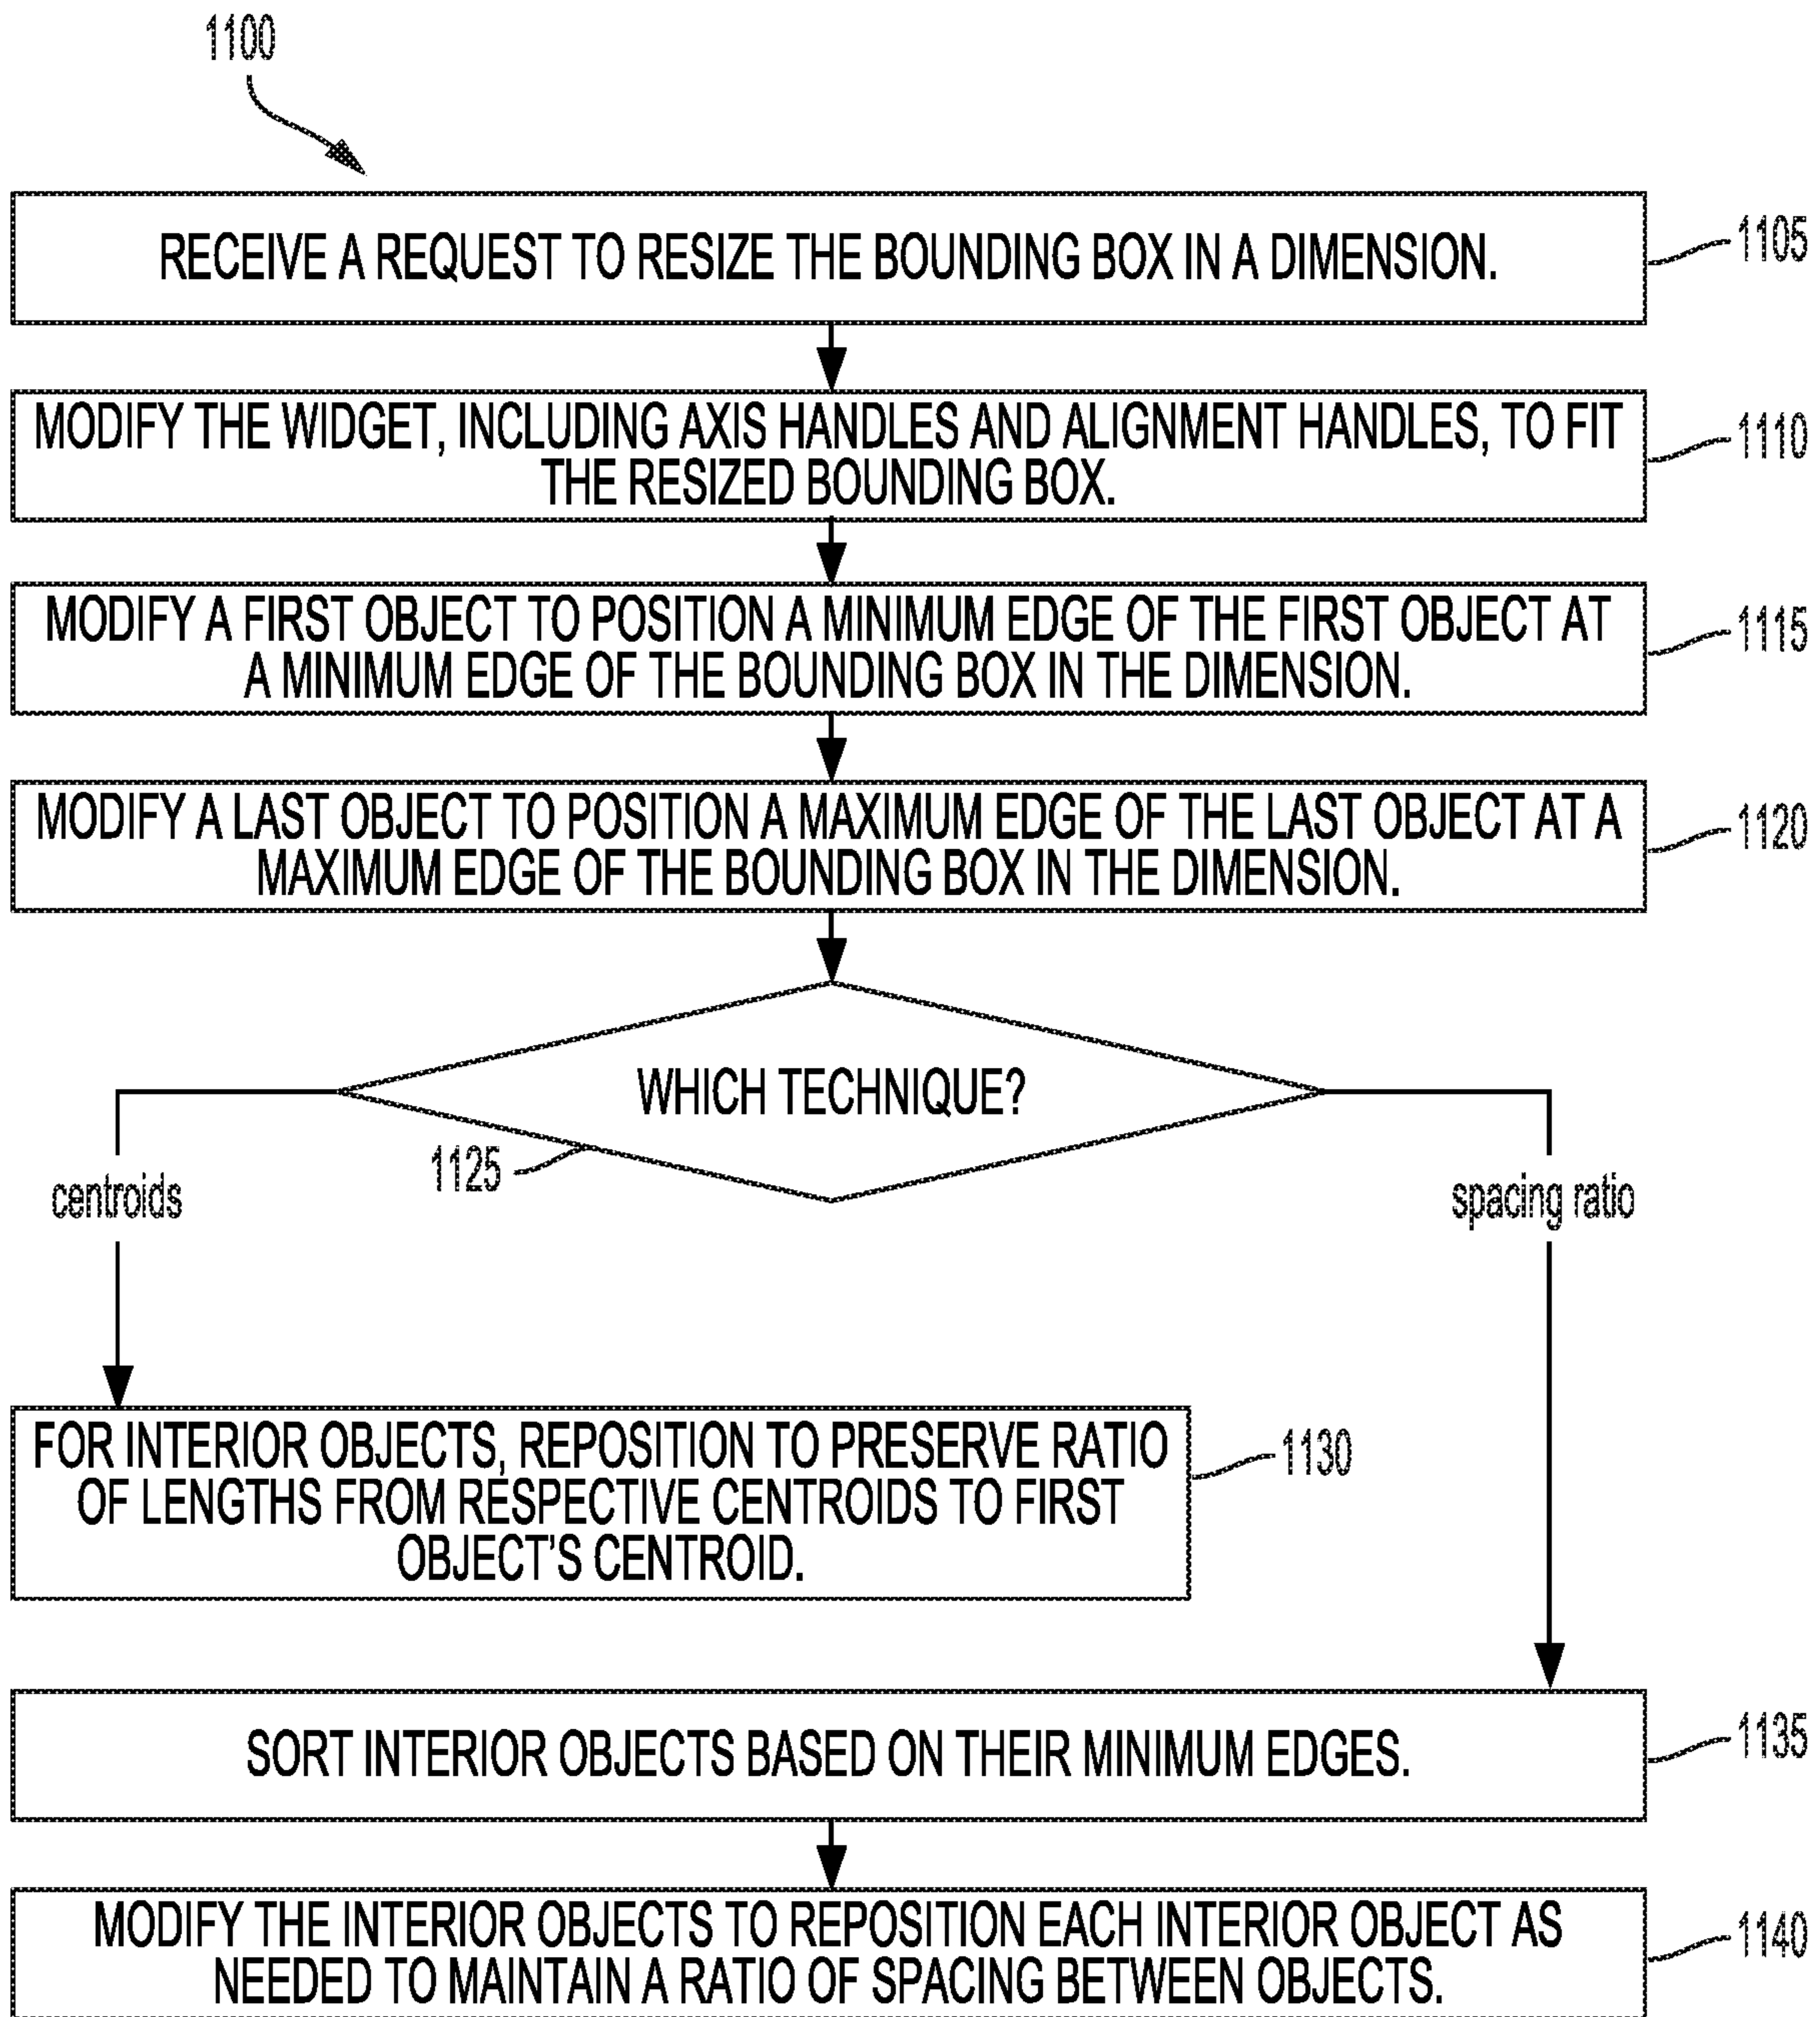 1100
RECEIVE A REQUEST TO RESIZE THE BOUNDING BOX IN A DIMENSION.
1105
MODIFY THE WIDGET, INCLUDING AXIS HANDLES AND ALIGNMENT HANDLES, TO FIT
THE RESIZED BOUNDING BOX.
1110
MODIFY A FIRST OBJECT TO POSITION A MINIMUM EDGE OF THE FIRST OBJECT AT
A MINIMUM EDGE OF THE BOUNDING BOX IN THE DIMENSION.
1115
MODIFY A LAST OBJECT TO POSITION A MAXIMUM EDGE OF THE LAST OBJECT AT A
MAXIMUM EDGE OF THE BOUNDING BOX IN THE DIMENSION.
1120
WHICH TECHNIQUE?
1125
centroids
spacing ratio
FOR INTERIOR OBJECTS, REPOSITION TO PRESERVE RATIO
OF LENGTHS FROM RESPECTIVE CENTROIDS TO FIRST
OBJECT'S CENTROID.
1130
SORT INTERIOR OBJECTS BASED ON THEIR MINIMUM EDGES.
1135
MODIFY THE INTERIOR OBJECTS TO REPOSITION EACH INTERIOR OBJECT AS
NEEDED TO MAINTAIN A RATIO OF SPACING BETWEEN OBJECTS.
1140